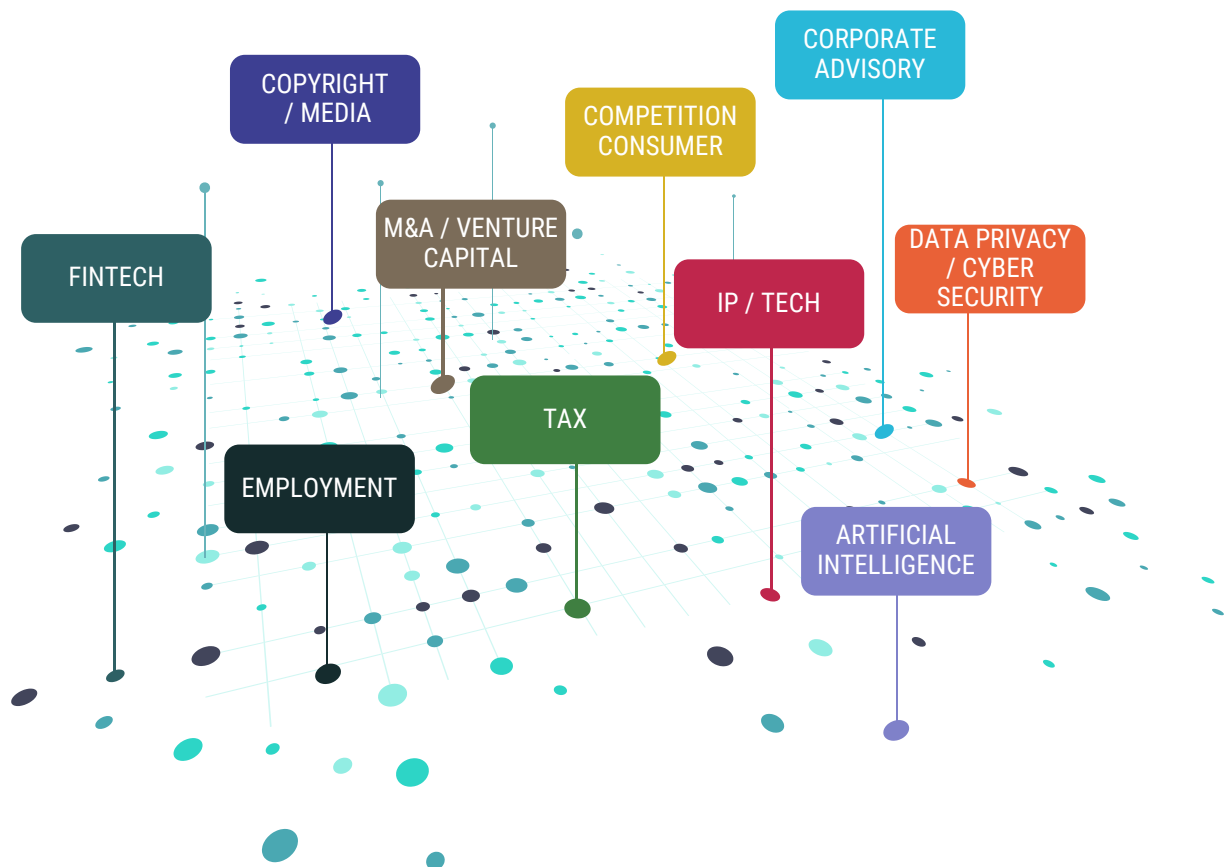 CORPORATE
ADVISORY
COPYRIGHT
/ MEDIA
COMPETITION
CONSUMER
M&A / VENTURE
CAPITAL
DATA PRIVACY
/ CYBER
SECURITY
FINTECH
IP / TECH
TAX
EMPLOYMENT
ARTIFICIAL
INTELLIGENCE